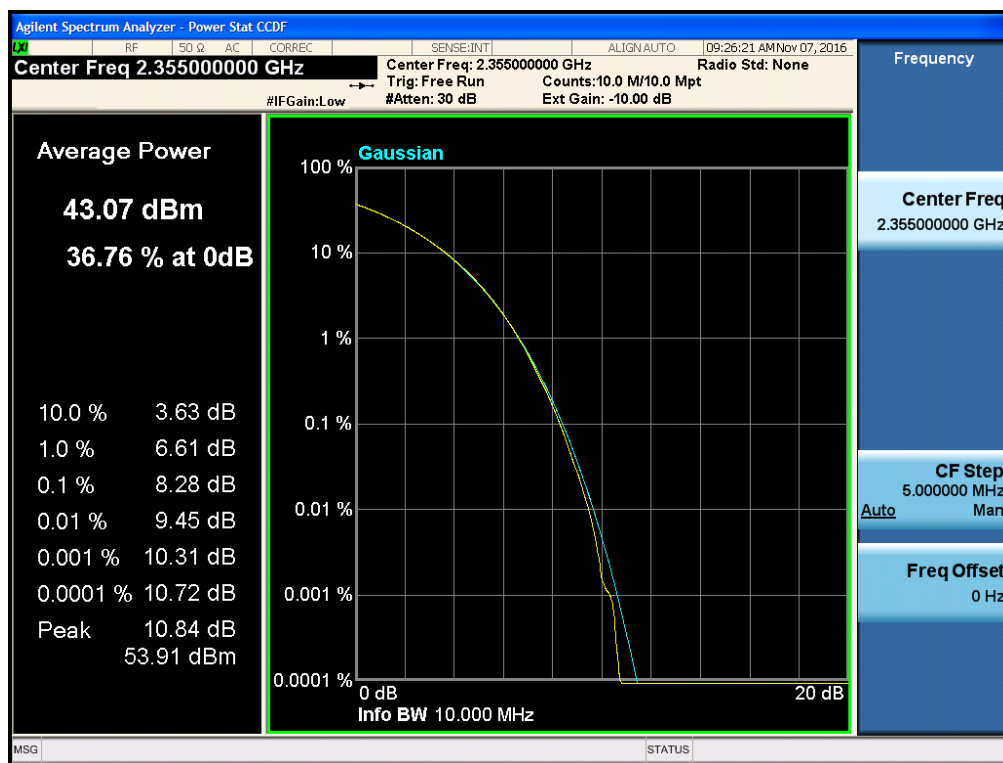 Agilent Spectrum Analyzer - Power Stat CCDF
LXI RF 50 Ω AC CORREC SENSE:INT ALIGN AUTO 09:26:21 AM Nov 07, 2016
Center Freq 2.355000000 GHz
Center Freq: 2.355000000 GHz Radio Std: None
Trig: Free Run Counts:10.0 M/10.0 Mpt
#IFGain:Low #Atten: 30 dB Ext Gain: -10.00 dB
Average Power
43.07 dBm
36.76 % at 0dB
10.0 % 3.63 dB
1.0 % 6.61 dB
0.1 % 8.28 dB
0.01 % 9.45 dB
0.001 % 10.31 dB
0.0001 % 10.72 dB
Peak 10.84 dB
53.91 dBm
Gaussian
100 %
10 %
1 %
0.1 %
0.01 %
0.001 %
0.0001 %
0 dB 20 dB
Info BW 10.000 MHz
Frequency
Center Freq
2.355000000 GHz
CF Step
5.000000 MHz
Auto Man
Freq Offset
0 Hz
MSG STATUS